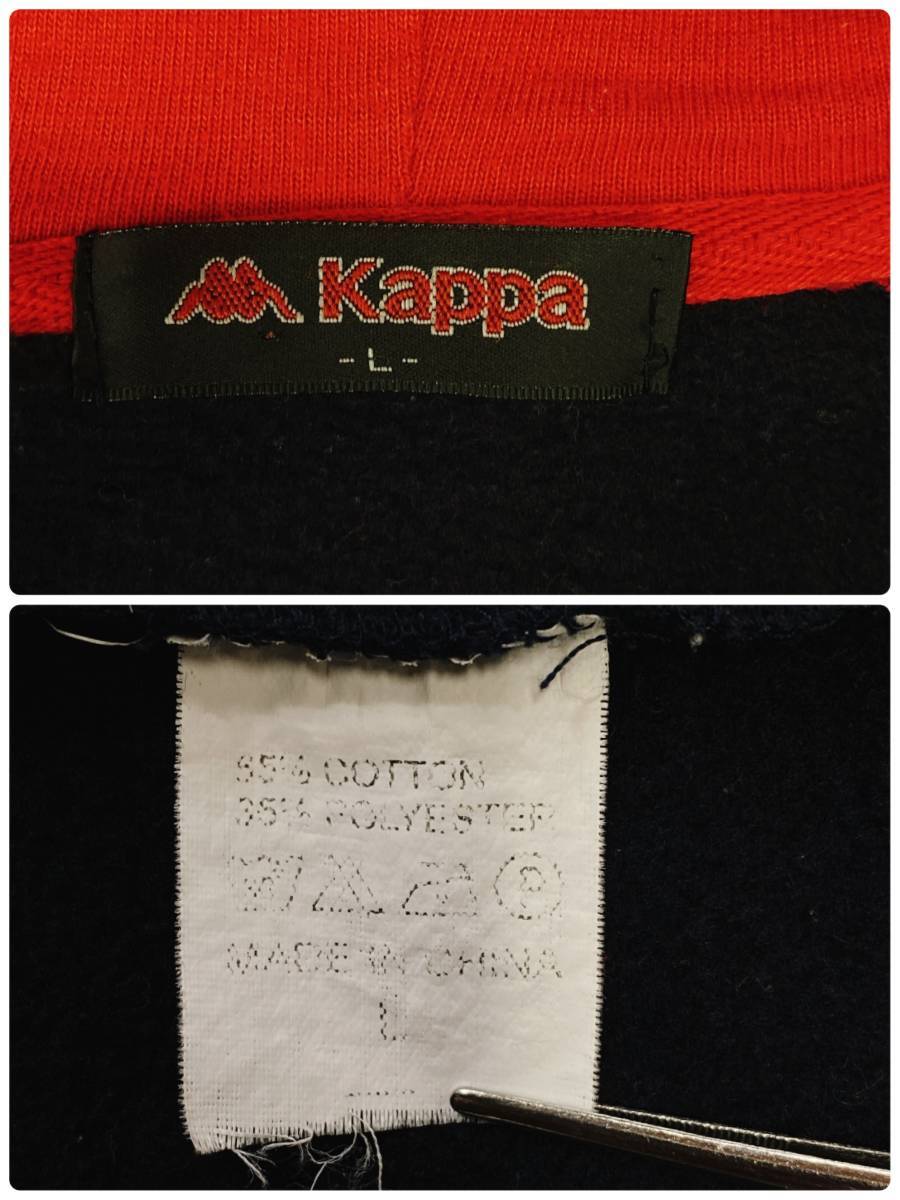 Kappa
- L -
65% COTTON
35% POLYESTER
MADE IN CHINA
L